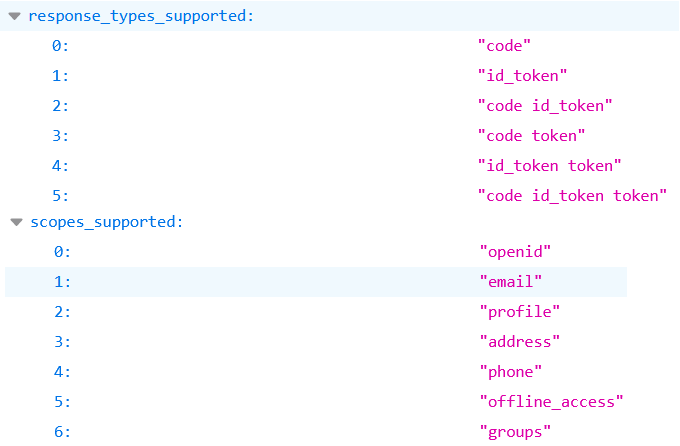 response_types_supported:
0: "code"
1: "id_token"
2: "code id_token"
3: "code token"
4: "id_token token"
5: "code id_token token"
scopes_supported:
0: "openid"
1: "email"
2: "profile"
3: "address"
4: "phone"
5: "offline_access"
6: "groups"